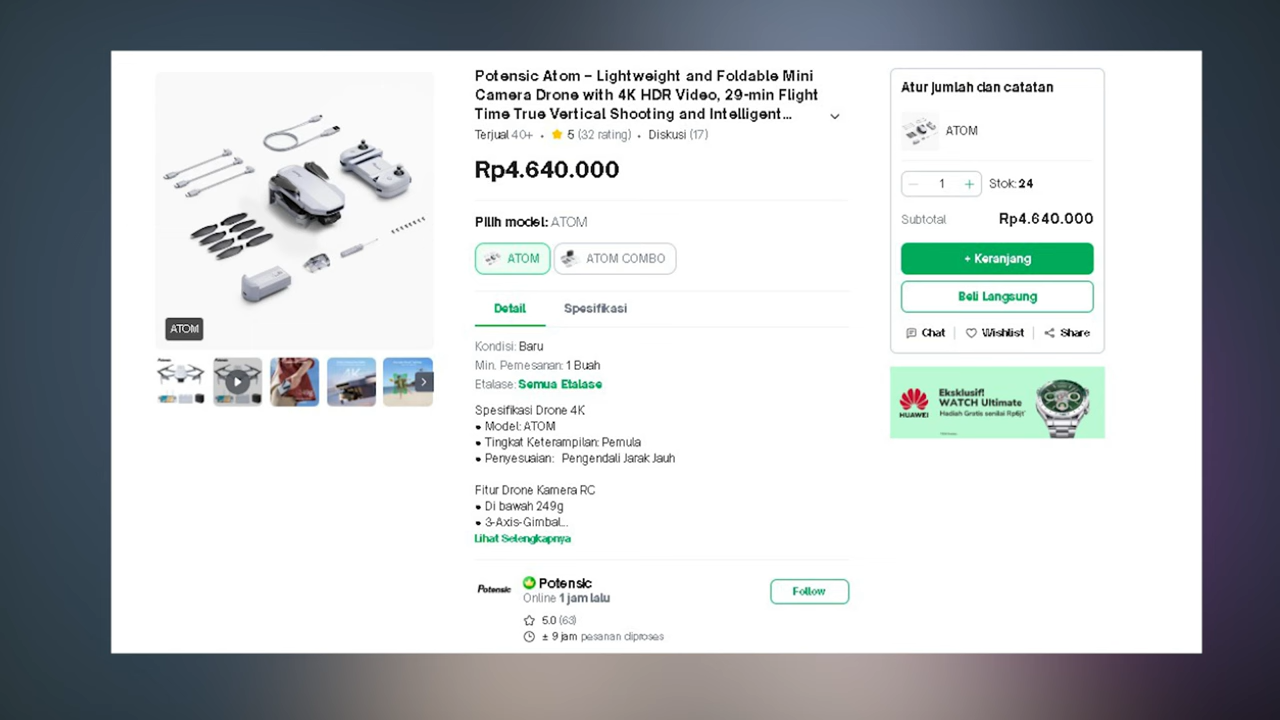 Potensic Atom – Lightweight and Foldable Mini
Camera Drone with 4K HDR Video, 29-min Flight
Time True Vertical Shooting and Intelligent...
Terjual 40+ • 5 (32 rating) • Diskusi (17)
Rp4.640.000
Pilih model: ATOM
ATOM
ATOM COMBO
Detail
Spesifikasi
Kondisi: Baru
Min. Pemesanan: 1 Buah
Etalase: Semua Etalase
Spesifikasi Drone 4K
• Model: ATOM
• Tingkat Keterampilan: Pemula
• Penyesuaian: Pengendali Jarak Jauh
Fitur Drone Kamera RC
• Di bawah 249g
• 3-Axis-Gimbal...
Lihat Selengkapnya
Potensic
Potensic
Online 1 jam lalu
Follow
5.0 (63)
± 9 jam pesanan diproses
ATOM
Atur jumlah dan catatan
ATOM
1
Stok: 24
Subtotal
Rp4.640.000
+ Keranjang
Beli Langsung
Chat
Wishlist
Share
HUAWEI
Eksklusif!
WATCH Ultimate
Hadiah Gratis senilai Rp6jt*